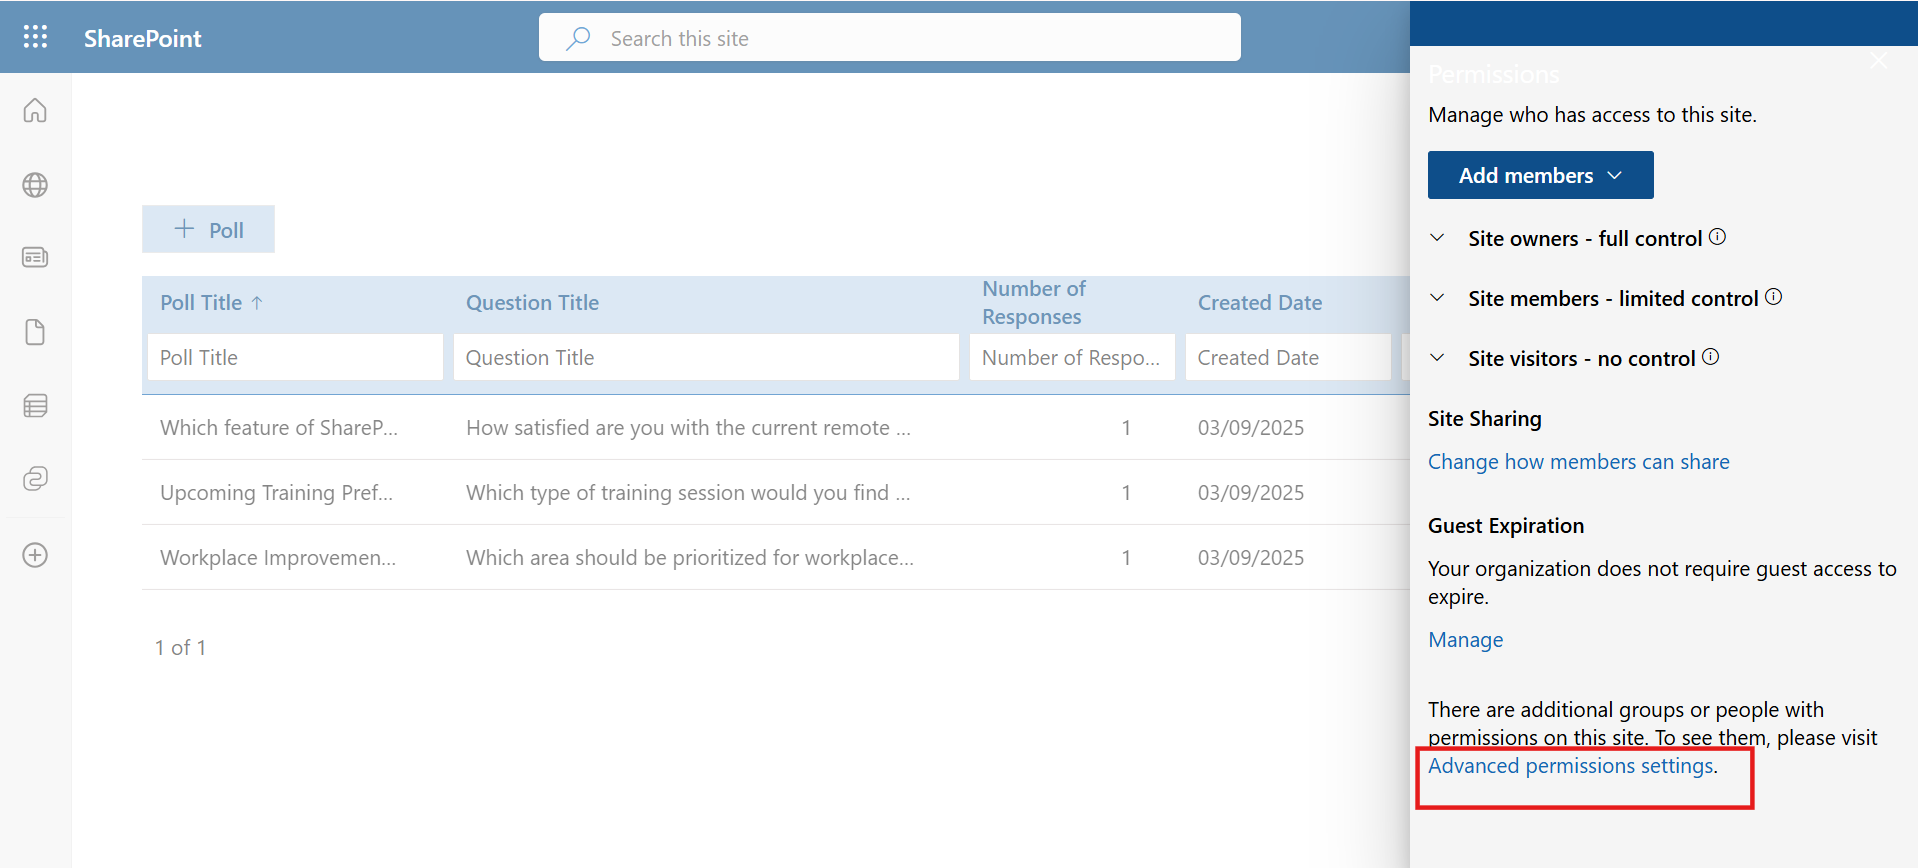 SharePoint
Search this site
Poll
Poll Title ↑
Question Title
Number of
Responses
Created Date
Poll Title
Question Title
Number of Respo...
Created Date
Which feature of ShareP...
How satisfied are you with the current remote ...
1
03/09/2025
Upcoming Training Pref...
Which type of training session would you find ...
1
03/09/2025
Workplace Improvemen...
Which area should be prioritized for workplace...
1
03/09/2025
1 of 1
Permissions
Manage who has access to this site.
Add members
Site owners - full control
Site members - limited control
Site visitors - no control
Site Sharing
Change how members can share
Guest Expiration
Your organization does not require guest access to
expire.
Manage
There are additional groups or people with
permissions on this site. To see them, please visit
Advanced permissions settings.